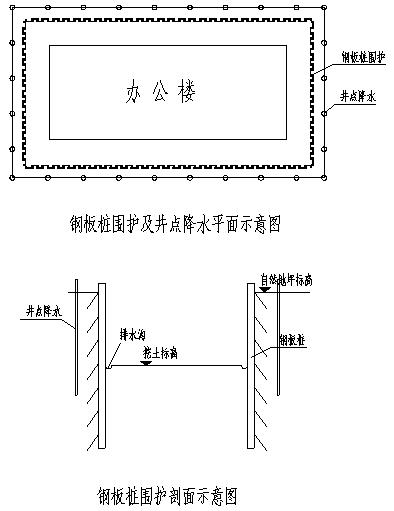 钢板桩围护
办公楼
井点降水
钢板桩围护及井点降水平面示意图
自然地坪标高
井点降水
排水沟
挖土标高
钢板桩
钢板桩围护剖面示意图